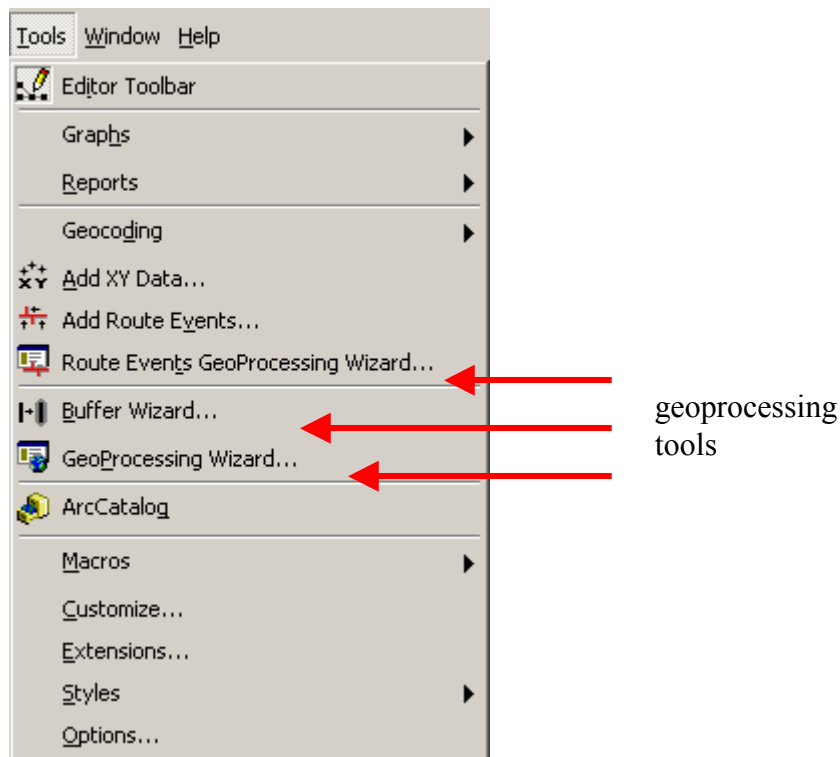 Tools Window Help
Editor Toolbar
Graphs
Reports
Geocoding
XY Add XY Data...
Add Route Events...
Route Events GeoProcessing Wizard...
Buffer Wizard...
GeoProcessing Wizard...
ArcCatalog
Macros
Customize...
Extensions...
Styles
Options...
geoprocessing
tools